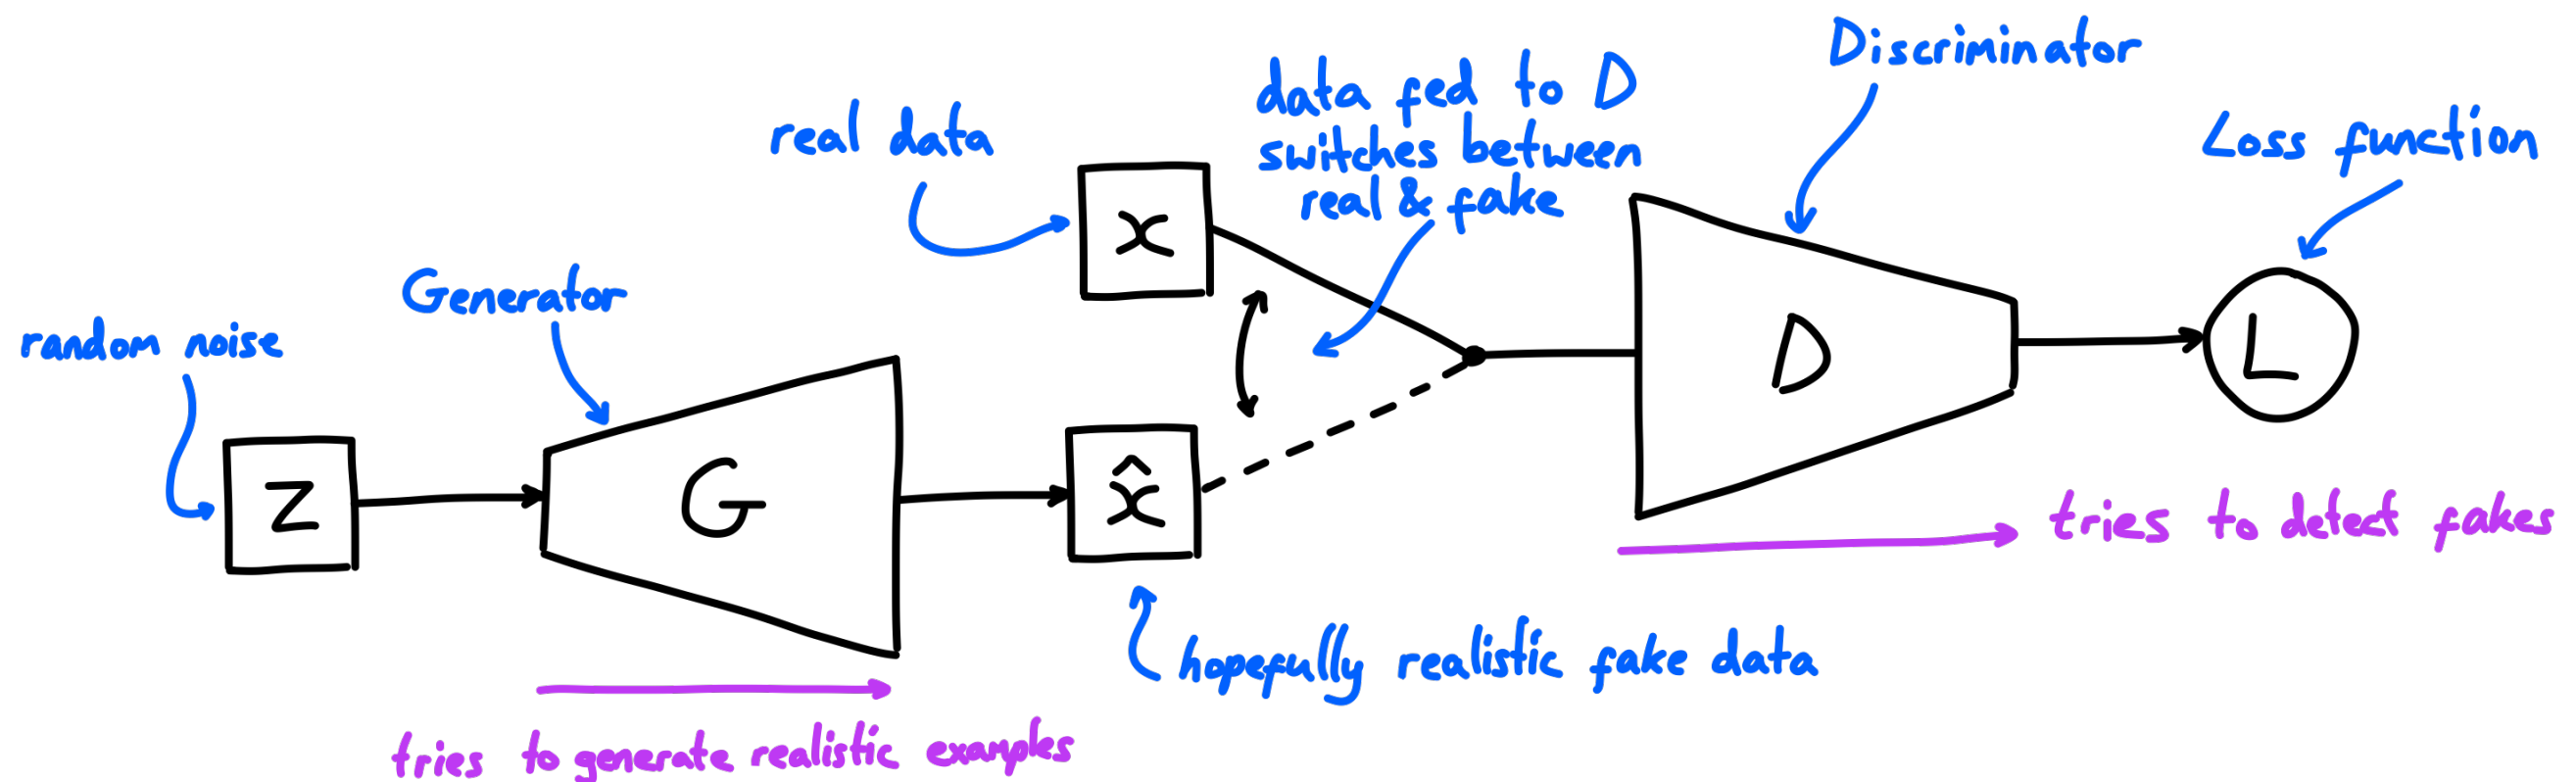 random noise
z
Generator
G
tries to generate realistic examples
real data
x
x̂
hopefully realistic fake data
data fed to D
switches between
real & fake
Discriminator
D
tries to detect fakes
Loss function
L